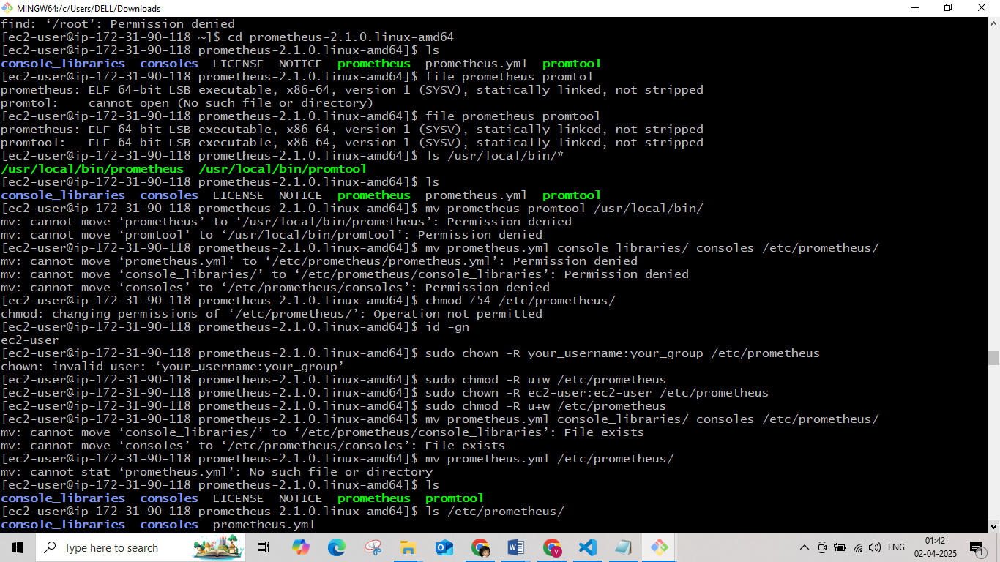 MINGW64:/c/Users/DELL/Downloads
find: ‘/root’: Permission denied
[ec2-user@ip-172-31-90-118 ~]$ cd prometheus-2.1.0.linux-amd64
[ec2-user@ip-172-31-90-118 prometheus-2.1.0.linux-amd64]$ ls
console_libraries  consoles  LICENSE  NOTICE  prometheus  prometheus.yml  promtool
[ec2-user@ip-172-31-90-118 prometheus-2.1.0.linux-amd64]$ file prometheus promtol
prometheus: ELF 64-bit LSB executable, x86-64, version 1 (SYSV), statically linked, not stripped
promtol:    cannot open (No such file or directory)
[ec2-user@ip-172-31-90-118 prometheus-2.1.0.linux-amd64]$ file prometheus promtool
prometheus: ELF 64-bit LSB executable, x86-64, version 1 (SYSV), statically linked, not stripped
promtool:   ELF 64-bit LSB executable, x86-64, version 1 (SYSV), statically linked, not stripped
[ec2-user@ip-172-31-90-118 prometheus-2.1.0.linux-amd64]$ ls /usr/local/bin/*
/usr/local/bin/prometheus  /usr/local/bin/promtool
[ec2-user@ip-172-31-90-118 prometheus-2.1.0.linux-amd64]$ ls
console_libraries  consoles  LICENSE  NOTICE  prometheus  prometheus.yml  promtool
[ec2-user@ip-172-31-90-118 prometheus-2.1.0.linux-amd64]$ mv prometheus promtool /usr/local/bin/
mv: cannot move ‘prometheus’ to ‘/usr/local/bin/prometheus’: Permission denied
mv: cannot move ‘promtool’ to ‘/usr/local/bin/promtool’: Permission denied
[ec2-user@ip-172-31-90-118 prometheus-2.1.0.linux-amd64]$ mv prometheus.yml console_libraries/ consoles /etc/prometheus/
mv: cannot move ‘prometheus.yml’ to ‘/etc/prometheus/prometheus.yml’: Permission denied
mv: cannot move ‘console_libraries/’ to ‘/etc/prometheus/console_libraries’: Permission denied
mv: cannot move ‘consoles’ to ‘/etc/prometheus/consoles’: Permission denied
[ec2-user@ip-172-31-90-118 prometheus-2.1.0.linux-amd64]$ chmod 754 /etc/prometheus/
chmod: changing permissions of ‘/etc/prometheus/’: Operation not permitted
[ec2-user@ip-172-31-90-118 prometheus-2.1.0.linux-amd64]$ id -gn
ec2-user
[ec2-user@ip-172-31-90-118 prometheus-2.1.0.linux-amd64]$ sudo chown -R your_username:your_group /etc/prometheus
chown: invalid user: ‘your_username:your_group’
[ec2-user@ip-172-31-90-118 prometheus-2.1.0.linux-amd64]$ sudo chmod -R u+w /etc/prometheus
[ec2-user@ip-172-31-90-118 prometheus-2.1.0.linux-amd64]$ sudo chown -R ec2-user:ec2-user /etc/prometheus
[ec2-user@ip-172-31-90-118 prometheus-2.1.0.linux-amd64]$ sudo chmod -R u+w /etc/prometheus
[ec2-user@ip-172-31-90-118 prometheus-2.1.0.linux-amd64]$ mv prometheus.yml console_libraries/ consoles /etc/prometheus/
mv: cannot move ‘console_libraries/’ to ‘/etc/prometheus/console_libraries’: File exists
mv: cannot move ‘consoles’ to ‘/etc/prometheus/consoles’: File exists
[ec2-user@ip-172-31-90-118 prometheus-2.1.0.linux-amd64]$ mv prometheus.yml /etc/prometheus/
mv: cannot stat ‘prometheus.yml’: No such file or directory
[ec2-user@ip-172-31-90-118 prometheus-2.1.0.linux-amd64]$ ls
console_libraries  consoles  LICENSE  NOTICE  prometheus  promtool
[ec2-user@ip-172-31-90-118 prometheus-2.1.0.linux-amd64]$ ls /etc/prometheus/
console_libraries  consoles  prometheus.yml
Type here to search
ENG
01:42
02-04-2025
1